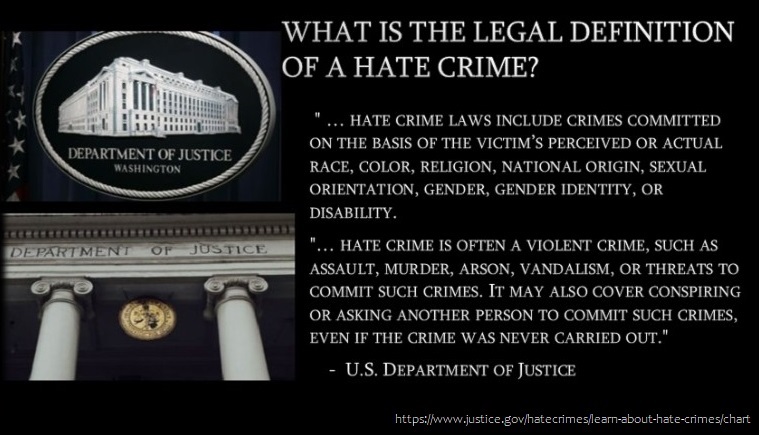 WHAT IS THE LEGAL DEFINITION
OF A HATE CRIME?
DEPARTMENT OF JUSTICE
WASHINGTON
" ... HATE CRIME LAWS INCLUDE CRIMES COMMITTED
ON THE BASIS OF THE VICTIM'S PERCEIVED OR ACTUAL
RACE, COLOR, RELIGION, NATIONAL ORIGIN, SEXUAL
ORIENTATION, GENDER, GENDER IDENTITY, OR
DISABILITY.
DEPARTMENT OF JUSTICE
"... HATE CRIME IS OFTEN A VIOLENT CRIME, SUCH AS
ASSAULT, MURDER, ARSON, VANDALISM, OR THREATS TO
COMMIT SUCH CRIMES. IT MAY ALSO COVER CONSPIRING
OR ASKING ANOTHER PERSON TO COMMIT SUCH CRIMES,
EVEN IF THE CRIME WAS NEVER CARRIED OUT."
- U.S. DEPARTMENT OF JUSTICE
https://www.justice.gov/hatecrimes/learn-about-hate-crimes/chart